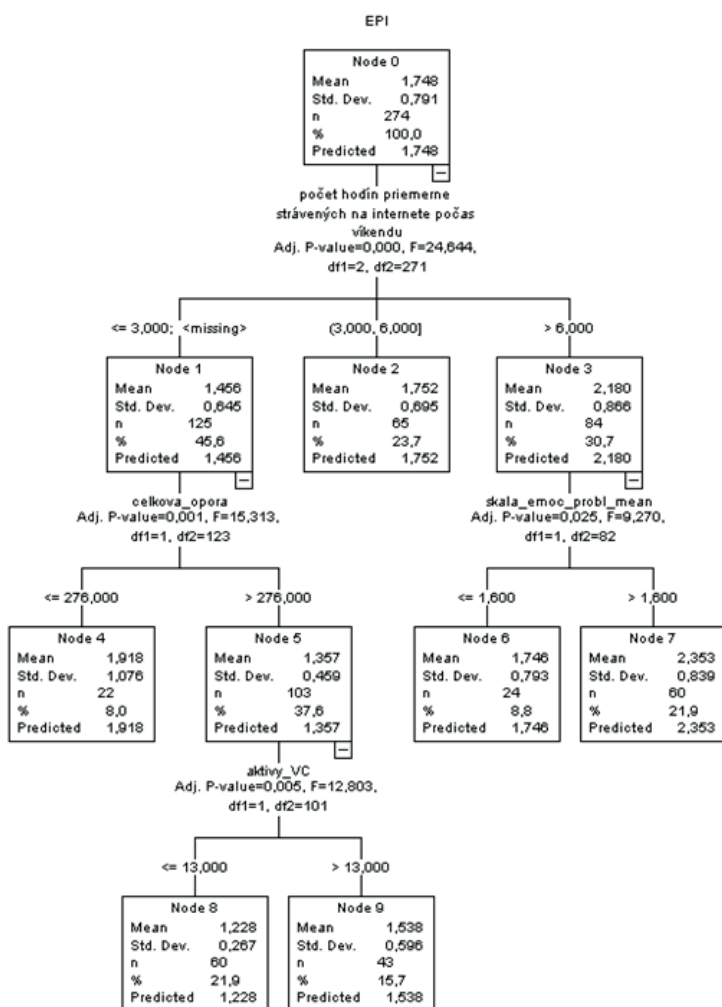 EPI
Node 0
Mean 1,748
Std. Dev. 0,791
n 274
% 100,0
Predicted 1,748
počet hodín priemerne
strávených na internete počas
víkendu
Adj. P-value=0,000, F=24,644,
df1=2, df2=271
<= 3,000; <missing>
(3,000, 6,000]
> 6,000
Node 1
Mean 1,456
Std. Dev. 0,645
n 125
% 45,6
Predicted 1,456
Node 2
Mean 1,752
Std. Dev. 0,695
n 65
% 23,7
Predicted 1,752
Node 3
Mean 2,180
Std. Dev. 0,866
n 84
% 30,7
Predicted 2,180
celkova_opora
Adj. P-value=0,001, F=15,313,
df1=1, df2=123
skala_emoc_probl_mean
Adj. P-value=0,025, F=9,270,
df1=1, df2=82
<= 276,000
> 276,000
<= 1,600
> 1,600
Node 4
Mean 1,918
Std. Dev. 1,076
n 22
% 8,0
Predicted 1,918
Node 5
Mean 1,357
Std. Dev. 0,459
n 103
% 37,6
Predicted 1,357
Node 6
Mean 1,746
Std. Dev. 0,793
n 24
% 8,8
Predicted 1,746
Node 7
Mean 2,353
Std. Dev. 0,839
n 60
% 21,9
Predicted 2,353
aktivy_VC
Adj. P-value=0,005, F=12,803,
df1=1, df2=101
<= 13,000
> 13,000
Node 8
Mean 1,228
Std. Dev. 0,267
n 60
% 21,9
Predicted 1,228
Node 9
Mean 1,538
Std. Dev. 0,596
n 43
% 15,7
Predicted 1,538